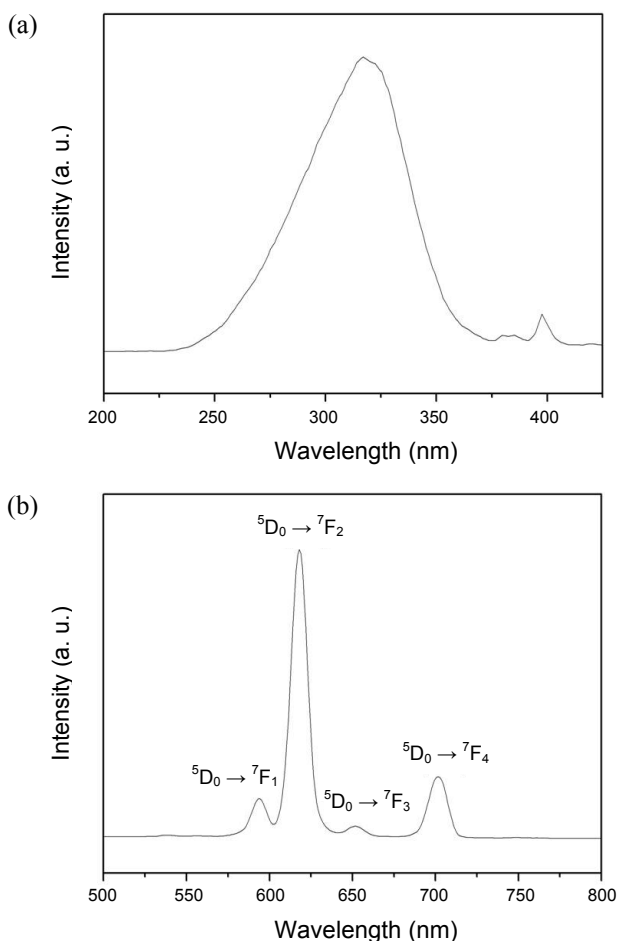 (a)
Intensity (a. u.)
200 250 300 350 400
Wavelength (nm)
(b)
⁵D₀ → ⁷F₂
⁵D₀ → ⁷F₄
⁵D₀ → ⁷F₁
⁵D₀ → ⁷F₃
Intensity (a. u.)
500 550 600 650 700 750 800
Wavelength (nm)